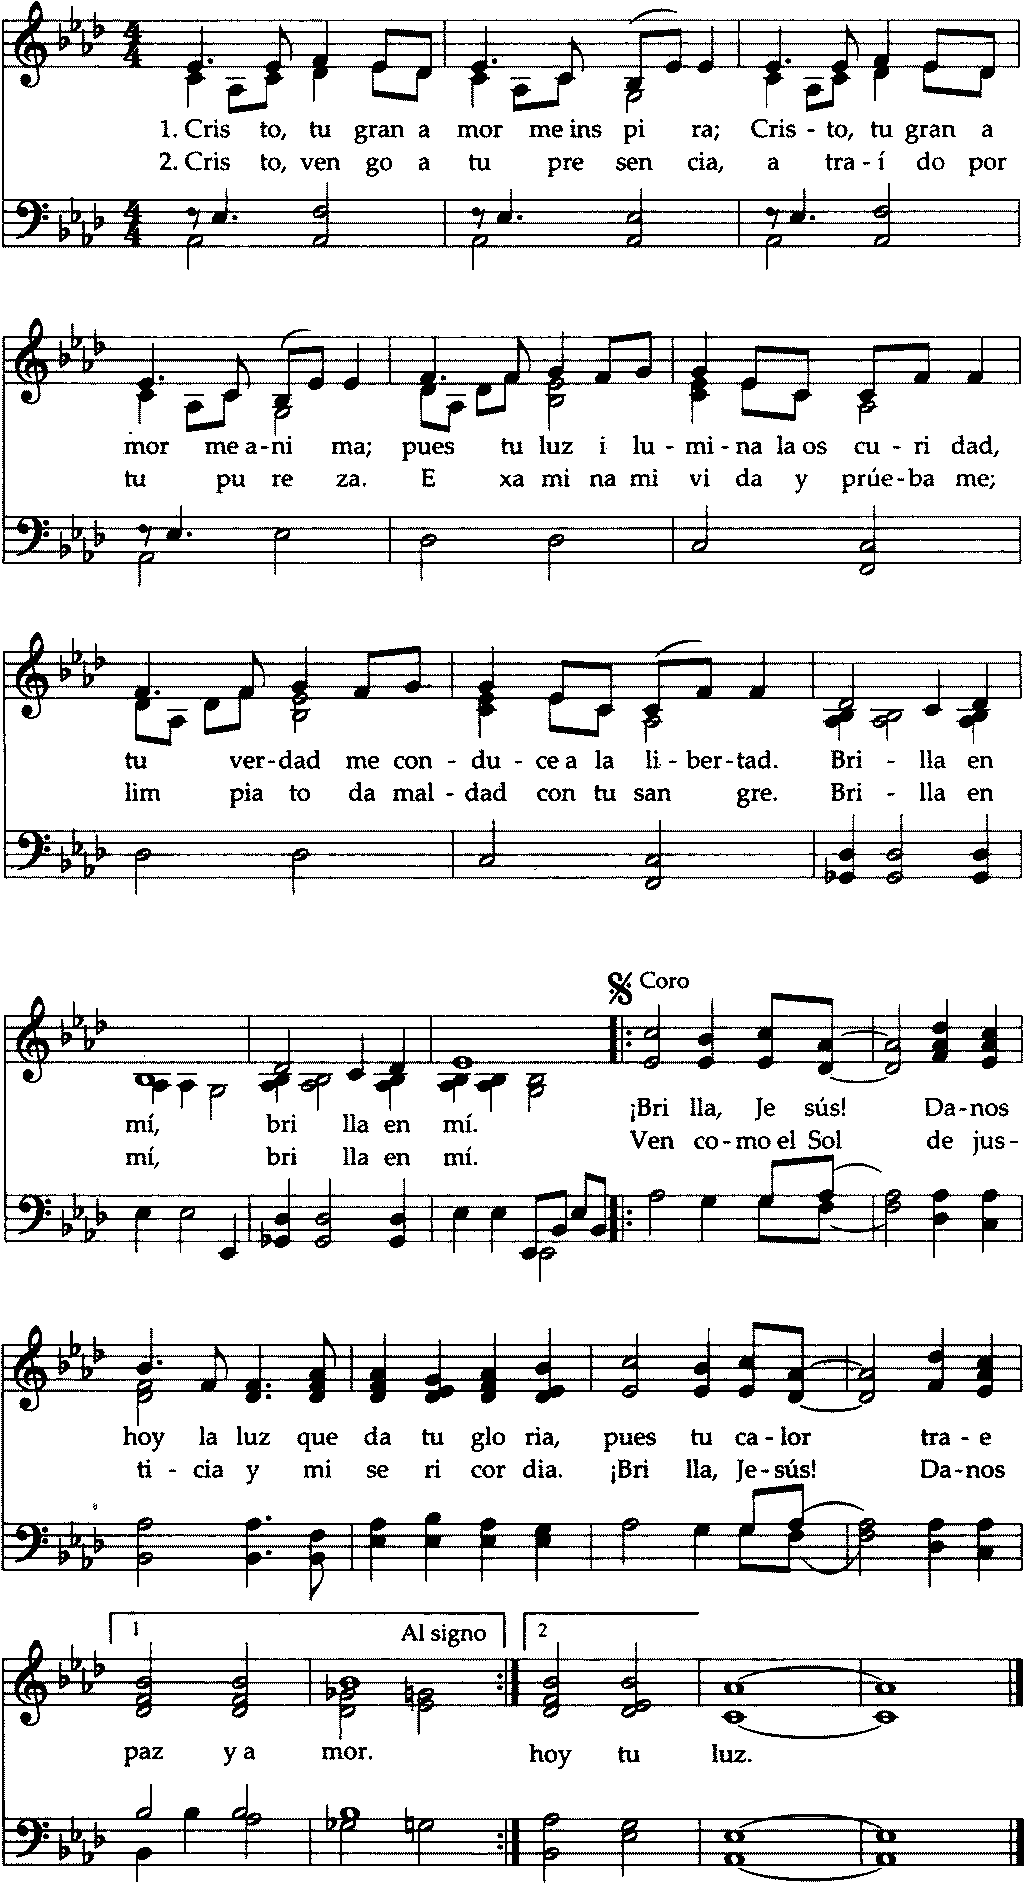 1. Cris to, tu gran a mor me ins pi ra; Cris - to, tu gran a
2. Cris to, ven go a tu pre sen cia, a tra - í do por
mor me a - ni ma; pues tu luz i lu - mi - na la os cu - ri dad,
tu pu re za. E xa mi na mi vi da y prúe - ba me;
tu ver - dad me con - du - ce a la li - ber - tad. Bri - lla en
lim pia to da mal - dad con tu san gre. Bri - lla en
Coro
mí, bri lla en mí. ¡Bri lla, Je sús! Da - nos
mí, bri lla en mí. Ven co - mo el Sol de jus -
hoy la luz que da tu glo ria, pues tu ca - lor tra - e
ti - cia y mi se ri cor dia. ¡Bri lla, Je - sús! Da - nos
1 Al signo 2
paz y a mor. hoy tu luz.